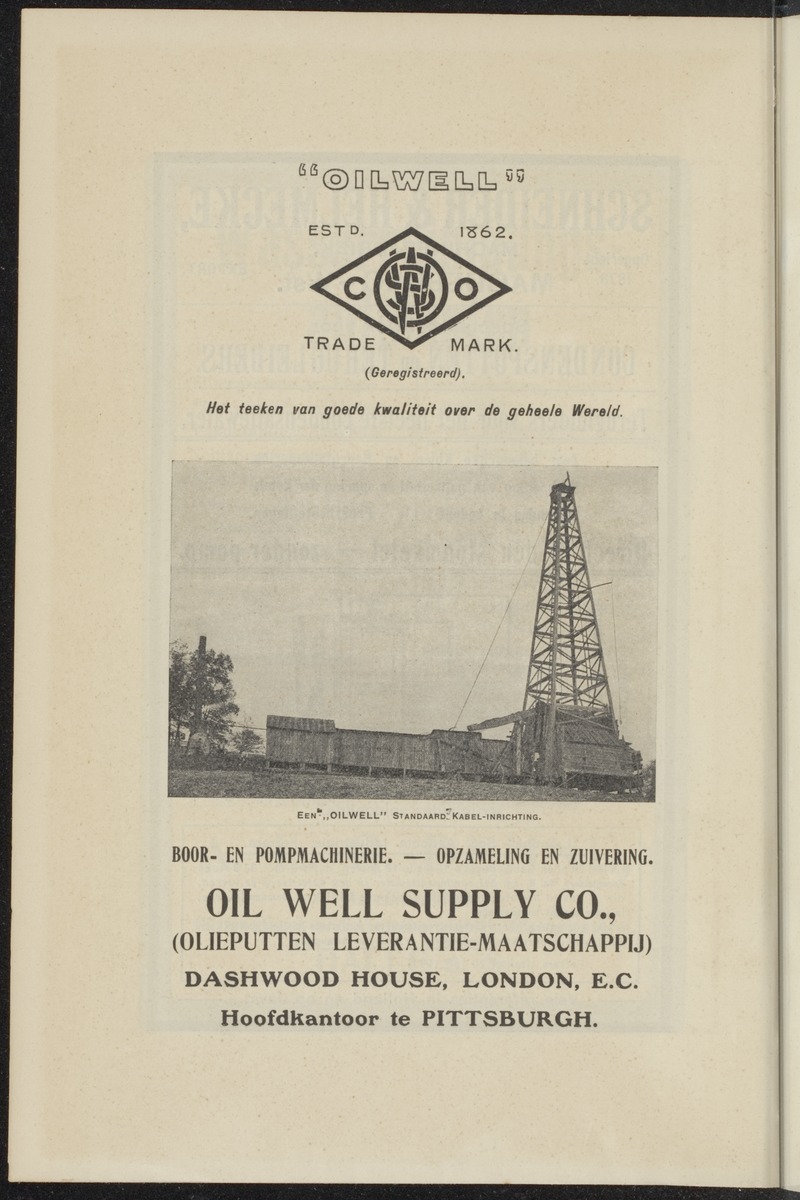 "OILWELL"
ESTD. 1862.
C OWS O
TRADE MARK.
(Geregistreerd).
Het teeken van goede kwaliteit over de geheele Wereld.
EEN „OILWELL" STANDAARD KABEL-INRICHTING.
BOOR- EN POMPMACHINERIE. — OPZAMELING EN ZUIVERING.
OIL WELL SUPPLY CO.,
(OLIEPUTTEN LEVERANTIE-MAATSCHAPPIJ)
DASHWOOD HOUSE, LONDON, E.C.
Hoofdkantoor te PITTSBURGH.